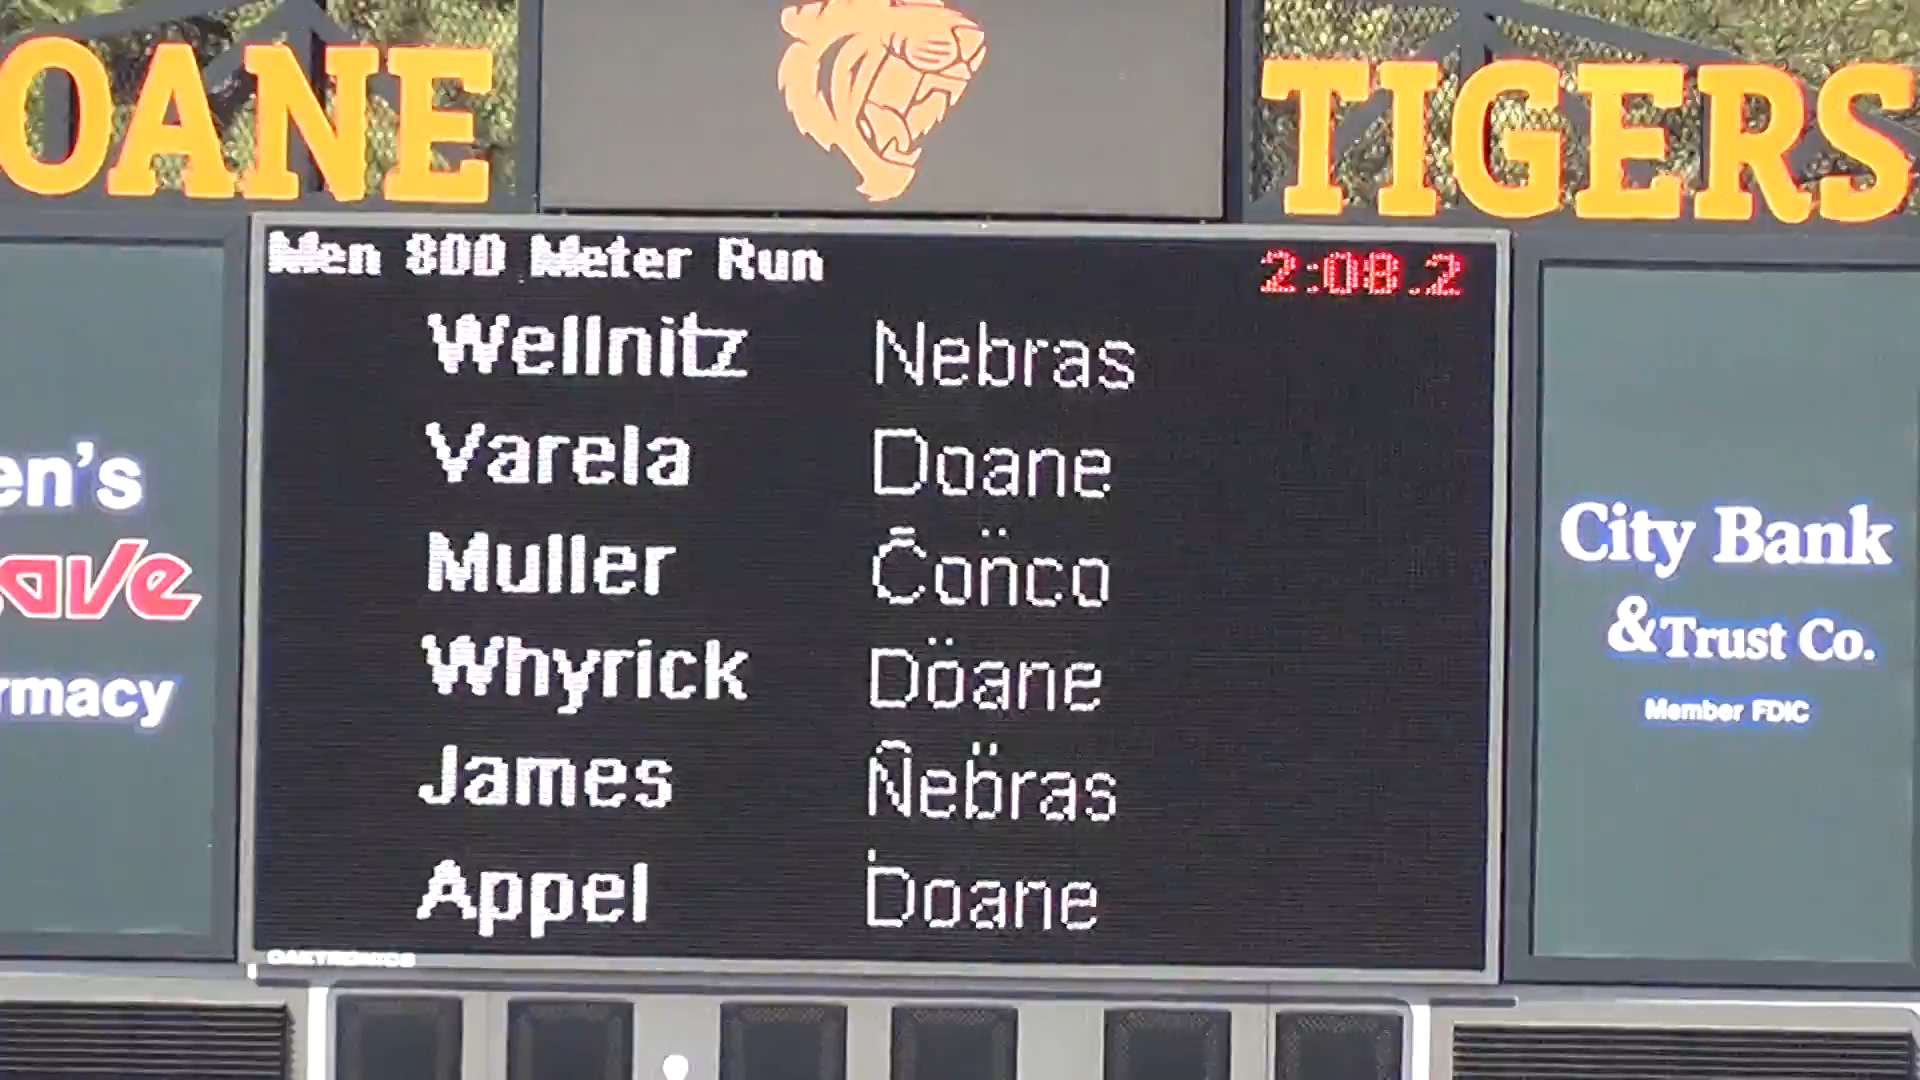 OANE TIGERS
Men 800 Meter Run 2:08.2
Wellnitz Nebras
Varela Doane
Muller Conco
Whyrick Doane
James Nebras
Appel Doane
DAKTRONICS
en's
ave
rmacy
City Bank
& Trust Co.
Member FDIC